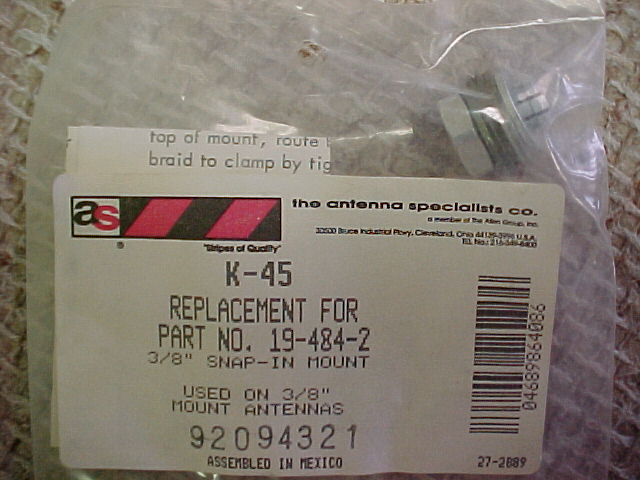 top of mount, route
braid to clamp by tig
as
®
"Stripes of Quality"
the antenna specialists co.
a member of The Allen Group, Inc.
30500 Bruce Industrial Pkwy, Cleveland, Ohio 44139-3996 U.S.A.
TEL No.: 216-349-8400
K-45
REPLACEMENT FOR
PART NO. 19-484-2
3/8" SNAP-IN MOUNT
USED ON 3/8"
MOUNT ANTENNAS
92094321
ASSEMBLED IN MEXICO
04689864086
27-2889